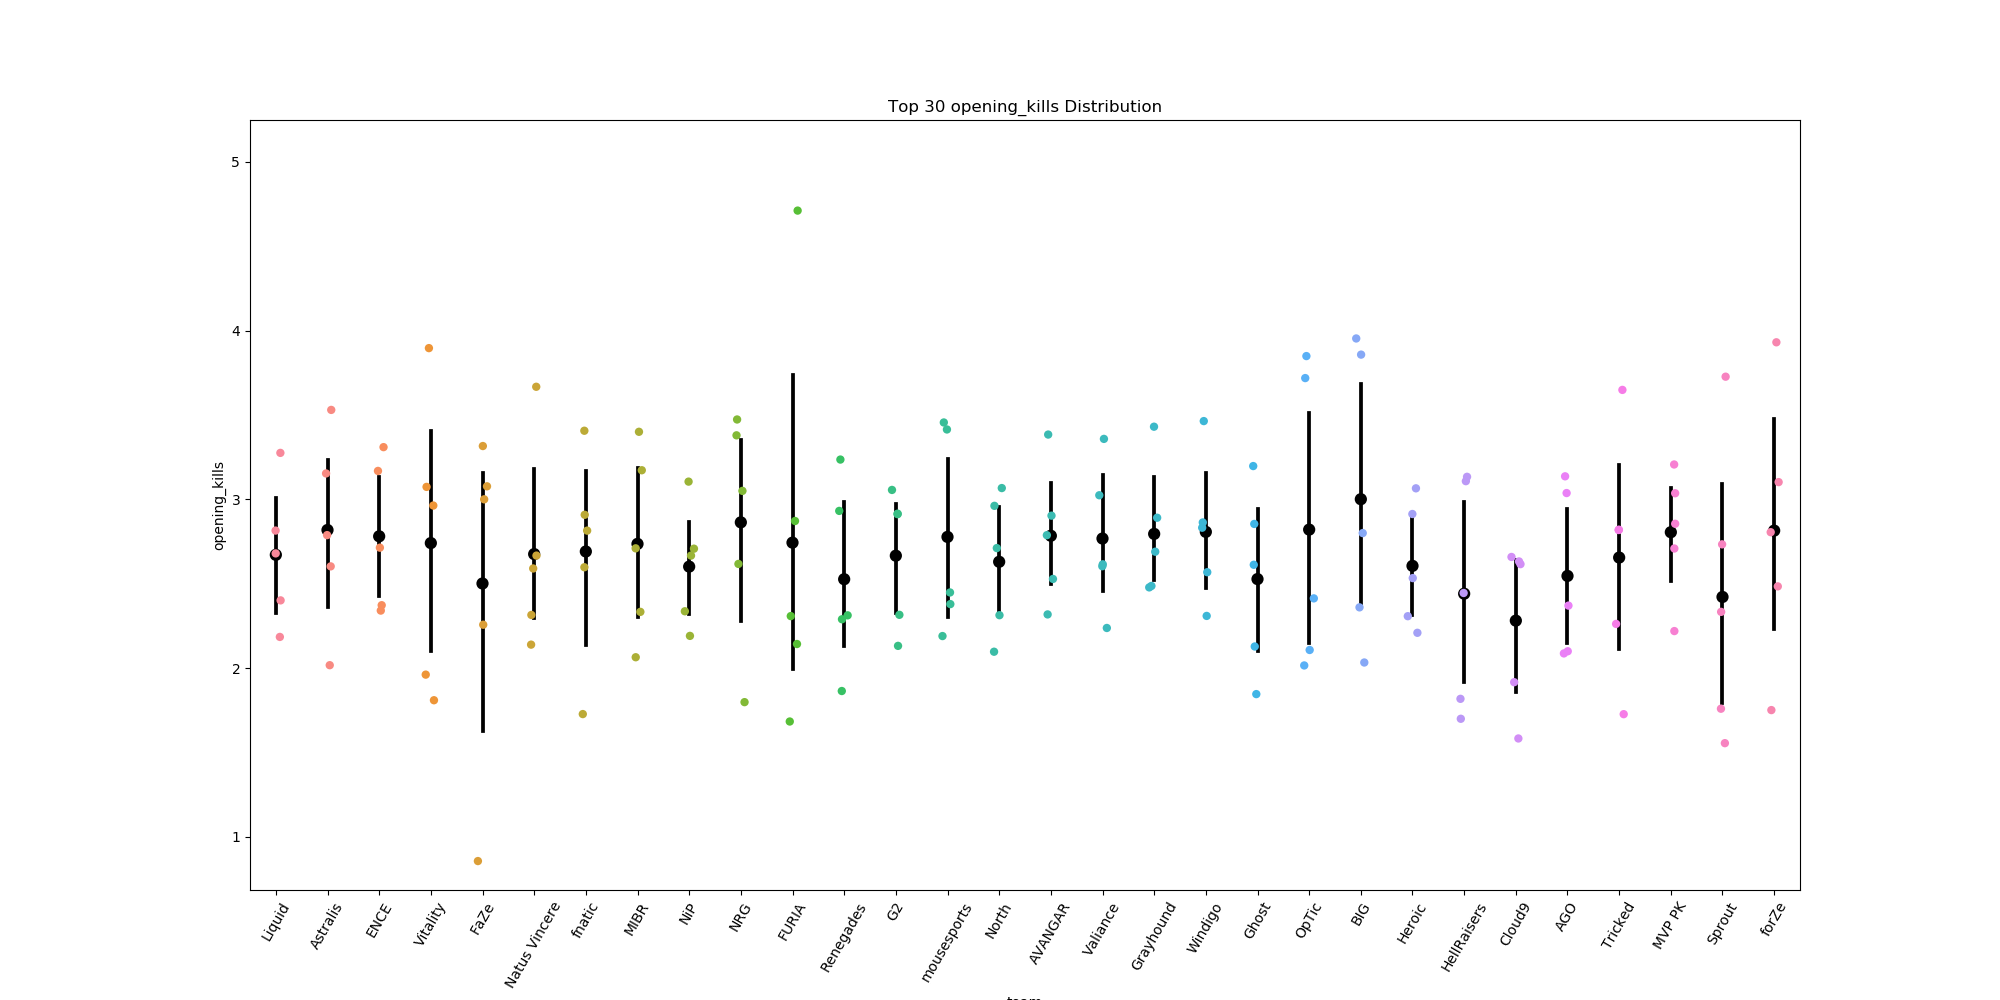 Top 30 opening_kills Distribution
opening_kills
5
4
3
2
1
Liquid
Astralis
ENCE
Vitality
FaZe
Natus Vincere
fnatic
MIBR
NiP
NRG
FURIA
Renegades
G2
mousesports
North
AVANGAR
Valiance
Grayhound
Windigo
Ghost
OpTic
BIG
Heroic
HellRaisers
Cloud9
AGO
Tricked
MVP PK
Sprout
forZe